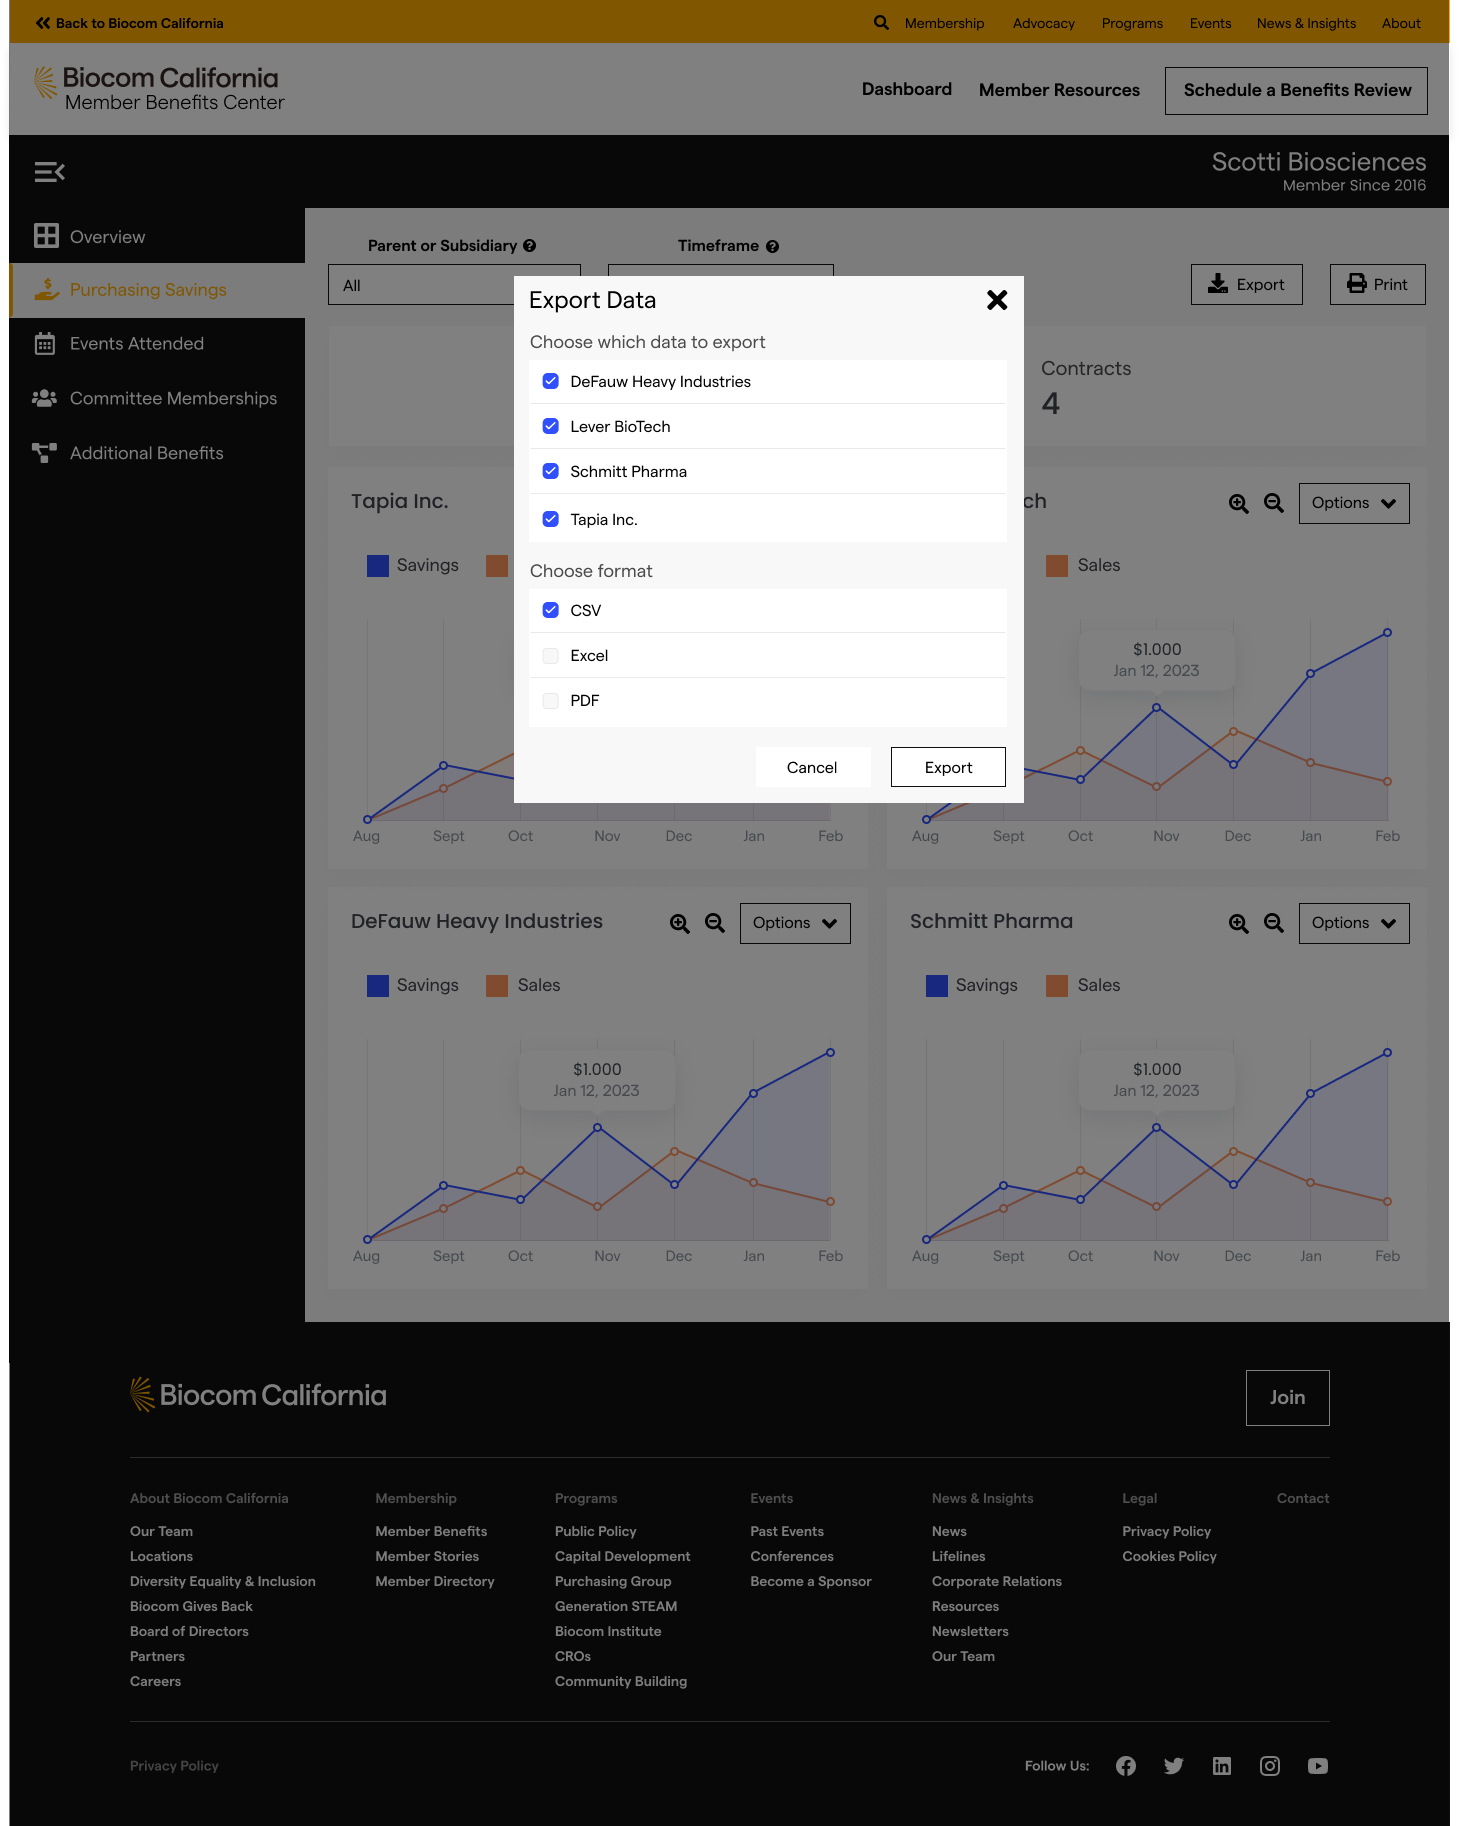 Back to Biocom California
Membership Advocacy Programs Events News & Insights About
Biocom California
Member Benefits Center
Dashboard Member Resources Schedule a Benefits Review
Scotti Biosciences
Member Since 2016
Overview
Purchasing Savings
Events Attended
Committee Memberships
Additional Benefits
Parent or Subsidiary Timeframe
All
Export Print
Export Data
Choose which data to export
DeFauw Heavy Industries
Lever BioTech
Schmitt Pharma
Tapia Inc.
Choose format
CSV
Excel
PDF
Cancel Export
Contracts
4
Tapia Inc.
Savings
Aug Sept Oct Nov Dec Jan Feb
ch Options
Sales
$1.000
Jan 12, 2023
Aug Sept Oct Nov Dec Jan Feb
DeFauw Heavy Industries Options
Savings Sales
$1.000
Jan 12, 2023
Aug Sept Oct Nov Dec Jan Feb
Schmitt Pharma Options
Savings Sales
$1.000
Jan 12, 2023
Aug Sept Oct Nov Dec Jan Feb
Biocom California
Join
About Biocom California
Our Team
Locations
Diversity Equality & Inclusion
Biocom Gives Back
Board of Directors
Partners
Careers
Membership
Member Benefits
Member Stories
Member Directory
Programs
Public Policy
Capital Development
Purchasing Group
Generation STEAM
Biocom Institute
CROs
Community Building
Events
Past Events
Conferences
Become a Sponsor
News & Insights
News
Lifelines
Corporate Relations
Resources
Newsletters
Our Team
Legal
Privacy Policy
Cookies Policy
Contact
Privacy Policy
Follow Us: